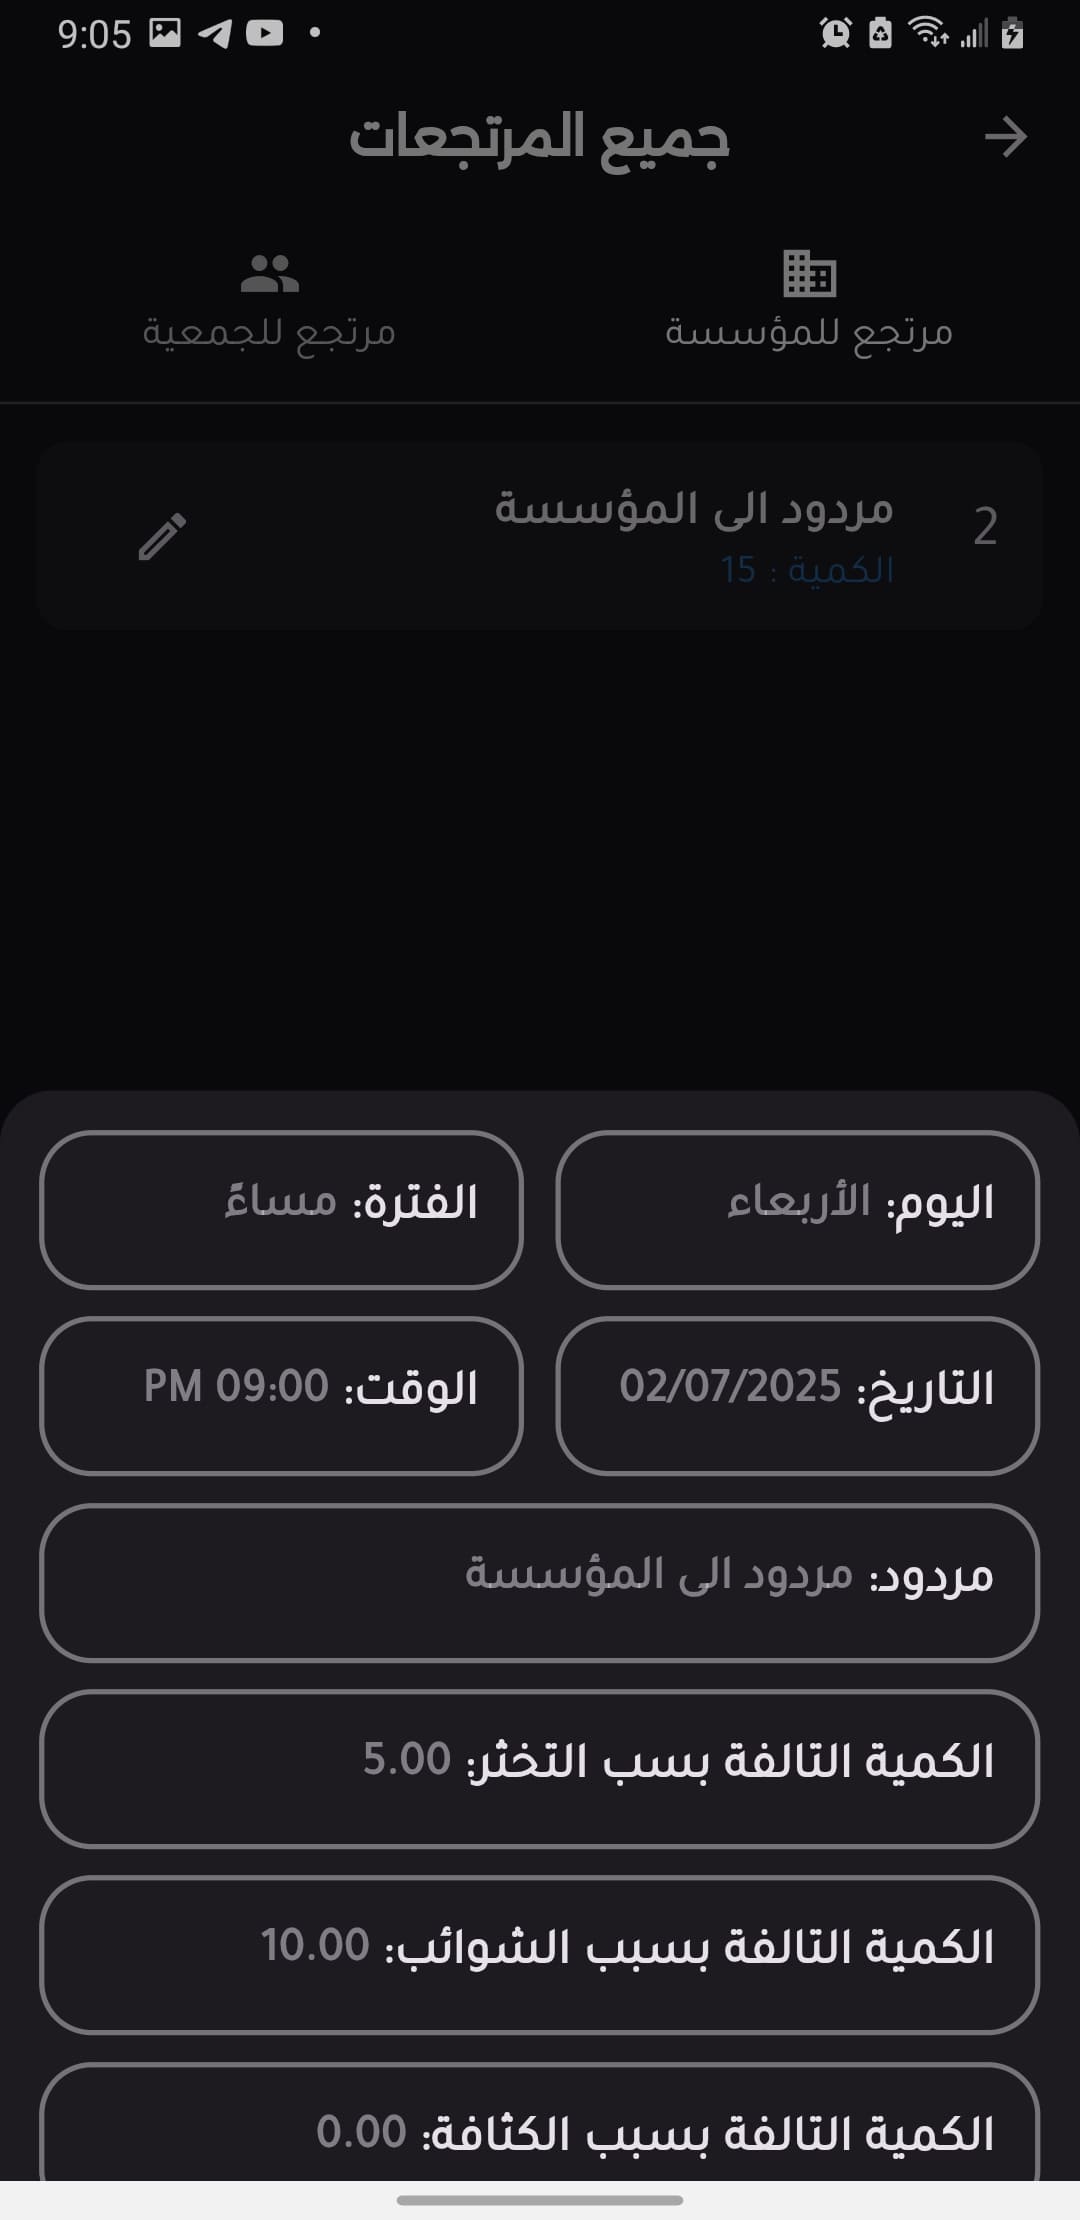 9:05
جميع المرتجعات
مرتجع للمؤسسة
مرتجع للجمعية
2
مردود الى المؤسسة
الكمية : 15
اليوم: الأربعاء
الفترة: مساءً
التاريخ: 02/07/2025
الوقت: 09:00 PM
مردود: مردود الى المؤسسة
الكمية التالفة بسب التخثر: 5.00
الكمية التالفة بسبب الشوائب: 10.00
الكمية التالفة بسبب الكثافة: 0.00